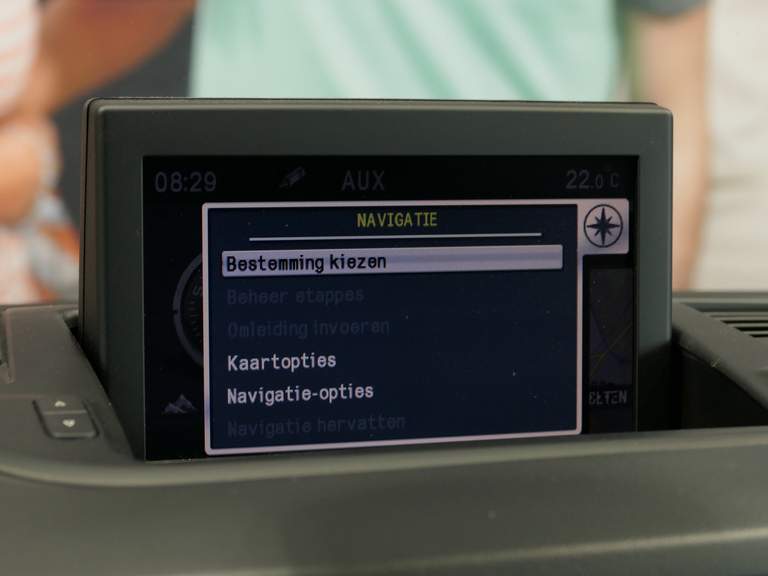 08:29 AUX 22.0 C
NAVIGATIE
Bestemming kiezen
Beheer etappes
Omleiding invoeren
Kaartopties
Navigatie-opties
Navigatie hervatten